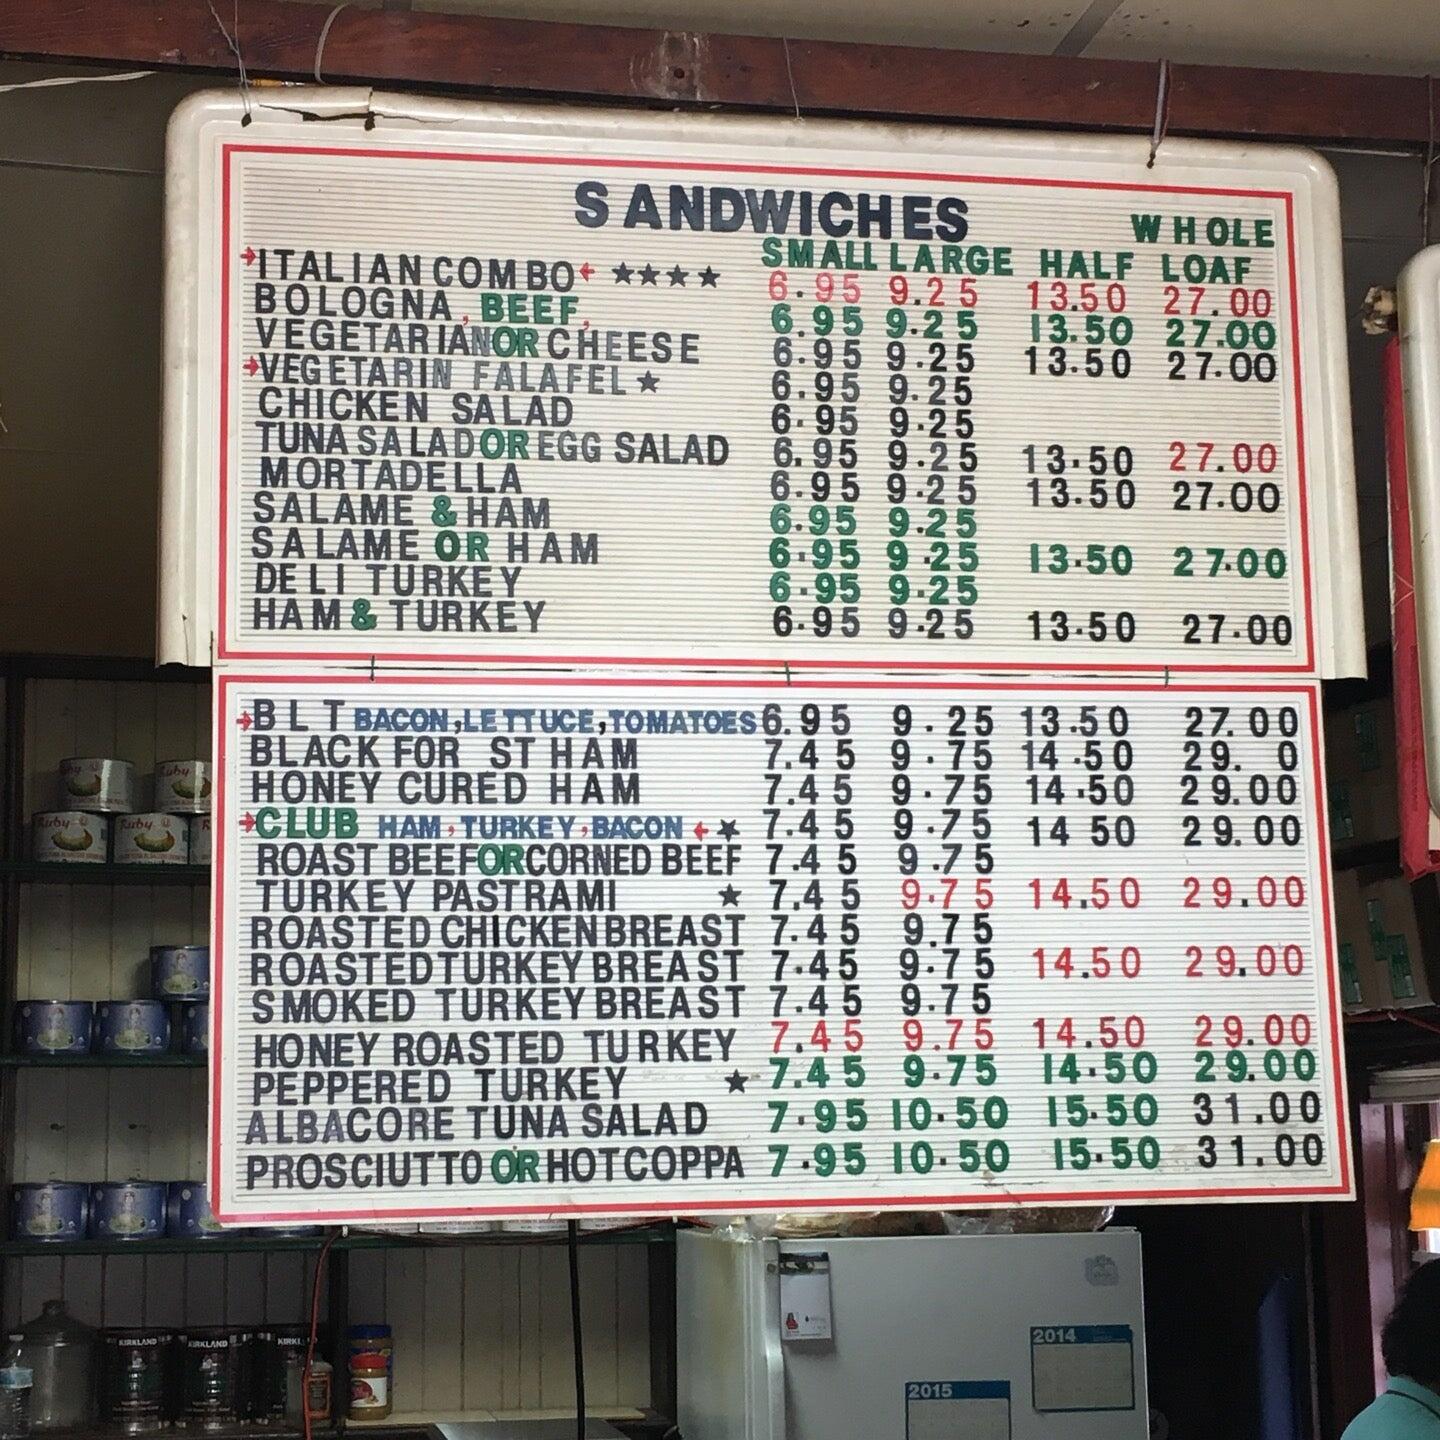 SANDWICHES
WHOLE
SMALL LARGE HALF LOAF
ITALIAN COMBO ★★★★ 6.95 9.25 13.50 27.00
BOLOGNA, BEEF, 6.95 9.25 13.50 27.00
VEGETARIAN OR CHEESE 6.95 9.25 13.50 27.00
VEGETARIN FALAFEL ★ 6.95 9.25
CHICKEN SALAD 6.95 9.25
TUNA SALAD OR EGG SALAD 6.95 9.25 13.50 27.00
MORTADELLA 6.95 9.25 13.50 27.00
SALAME & HAM 6.95 9.25
SALAME OR HAM 6.95 9.25 13.50 27.00
DELI TURKEY 6.95 9.25
HAM & TURKEY 6.95 9.25 13.50 27.00
BLT BACON, LETTUCE, TOMATOES 6.95 9.25 13.50 27.00
BLACK FOR ST HAM 7.45 9.75 14.50 29. 0
HONEY CURED HAM 7.45 9.75 14.50 29.00
CLUB HAM, TURKEY, BACON ★ 7.45 9.75 14 50 29.00
ROAST BEEF OR CORNED BEEF 7.45 9.75
TURKEY PASTRAMI ★ 7.45 9.75 14.50 29.00
ROASTED CHICKEN BREAST 7.45 9.75
ROASTED TURKEY BREAST 7.45 9.75 14.50 29.00
SMOKED TURKEY BREAST 7.45 9.75
HONEY ROASTED TURKEY 7.45 9.75 14.50 29.00
PEPPERED TURKEY ★ 7.45 9.75 14.50 29.00
ALBACORE TUNA SALAD 7.95 10.50 15.50 31.00
PROSCIUTTO OR HOT COPPA 7.95 10.50 15.50 31.00
Ruby Ruby
Ruby Ruby
KIRKLAND KIRKLAND
2014
2015